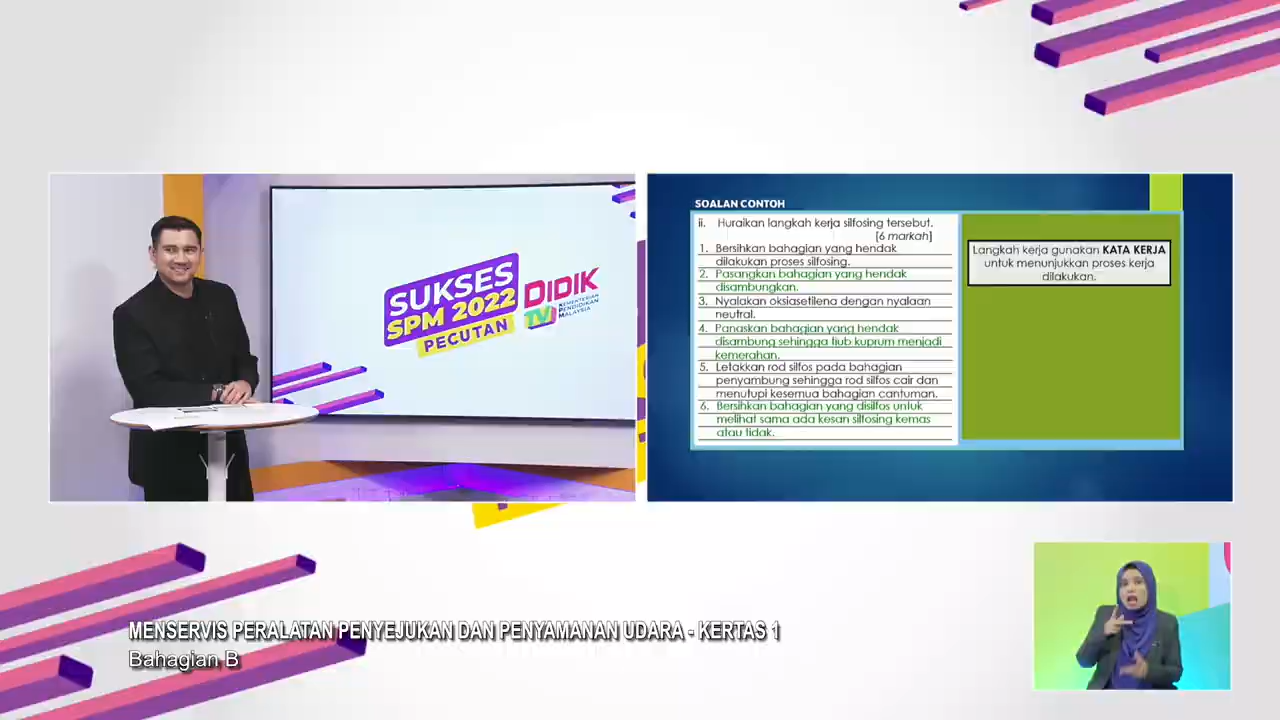 SUKSES
SPM 2022
PECUTAN
DIDIK
TV
KEMENTERIAN
PENDIDIKAN
MALAYSIA
SOALAN CONTOH
ii. Huraikan langkah kerja silfosing tersebut.
[6 markah]
1. Bersihkan bahagian yang hendak
dilakukan proses silfosing.
2. Pasangkan bahagian yang hendak
disambungkan.
3. Nyalakan oksiasetilena dengan nyalaan
neutral.
4. Panaskan bahagian yang hendak
disambung sehingga tiub kuprum menjadi
kemerahan.
5. Letakkan rod silfos pada bahagian
penyambung sehingga rod silfos cair dan
menutupi kesemua bahagian cantuman.
6. Bersihkan bahagian yang disilfos untuk
melihat sama ada kesan silfosing kemas
atau tidak.
Langkah kerja gunakan KATA KERJA
untuk menunjukkan proses kerja
dilakukan.
MENSERVIS PERALATAN PENYEJUKAN DAN PENYAMANAN UDARA - KERTAS 1
Bahagian B